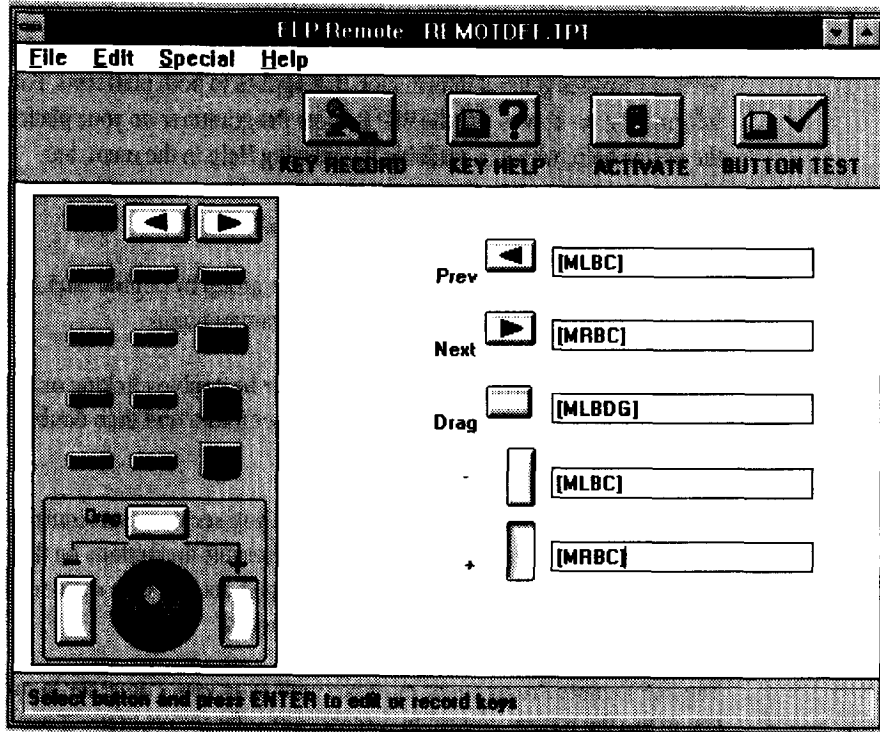 ELP Remote REMOTDEF.TPT
File Edit Special Help
KEY RECORD KEY HELP ACTIVATE BUTTON TEST
Prev [MLBC]
Next [MRBC]
Drag [MLBDG]
- [MLBC]
+ [MRBC]
Drag
- +
Select button and press ENTER to edit or record keys